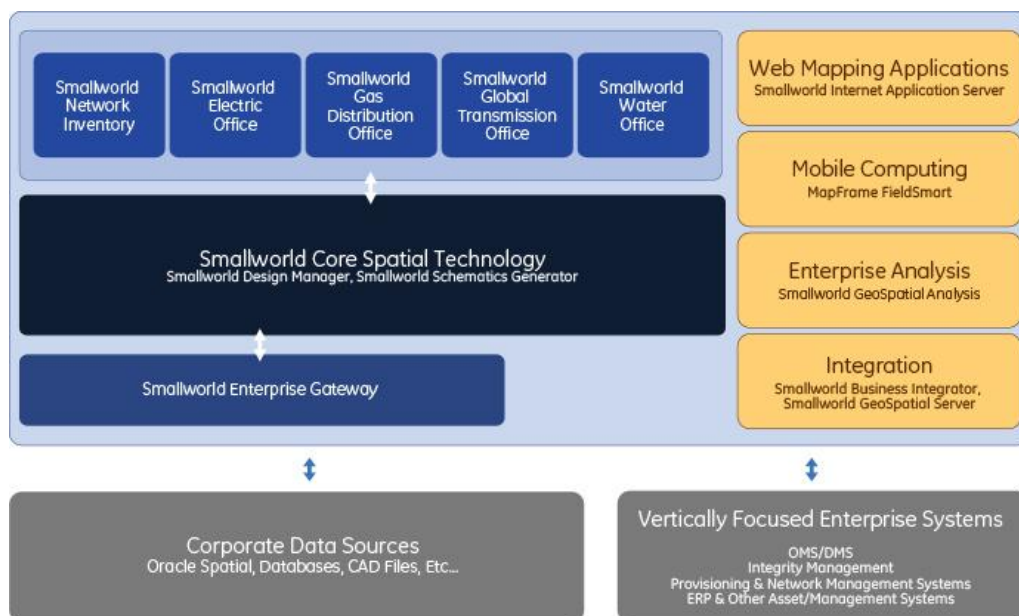 Smallworld
Network
Inventory
Smallworld
Electric
Office
Smallworld
Gas
Distribution
Office
Smallworld
Global
Transmission
Office
Smallworld
Water
Office
Smallworld Core Spatial Technology
Smallworld Design Manager, Smallworld Schematics Generator
Smallworld Enterprise Gateway
Web Mapping Applications
Smallworld Internet Application Server
Mobile Computing
MapFrame FieldSmart
Enterprise Analysis
Smallworld GeoSpatial Analysis
Integration
Smallworld Business Integrator,
Smallworld GeoSpatial Server
Corporate Data Sources
Oracle Spatial, Databases, CAD Files, Etc...
Vertically Focused Enterprise Systems
OMS/DMS
Integrity Management
Provisioning & Network Management Systems
ERP & Other Asset/Management Systems